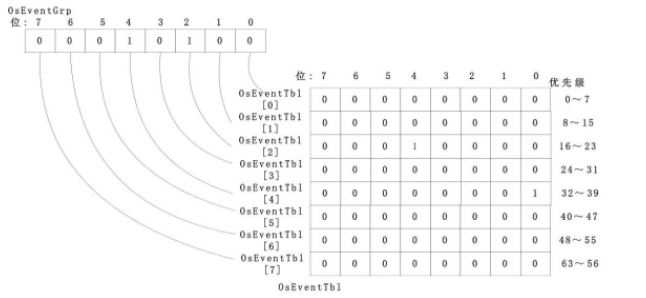 OsEventGrp
位: 7 6 5 4 3 2 1 0
0 0 0 1 0 1 0 0
位: 7 6 5 4 3 2 1 0 优先级
OsEventTbl [0] 0 0 0 0 0 0 0 0 0～7
OsEventTbl [1] 0 0 0 0 0 0 0 0 8～15
OsEventTbl [2] 0 0 0 1 0 0 0 0 16～23
OsEventTbl [3] 0 0 0 0 0 0 0 0 24～31
OsEventTbl [4] 0 0 0 0 0 0 0 1 32～39
OsEventTbl [5] 0 0 0 0 0 0 0 0 40～47
OsEventTbl [6] 0 0 0 0 0 0 0 0 48～55
OsEventTbl [7] 0 0 0 0 0 0 0 0 63～56
OsEventTbl